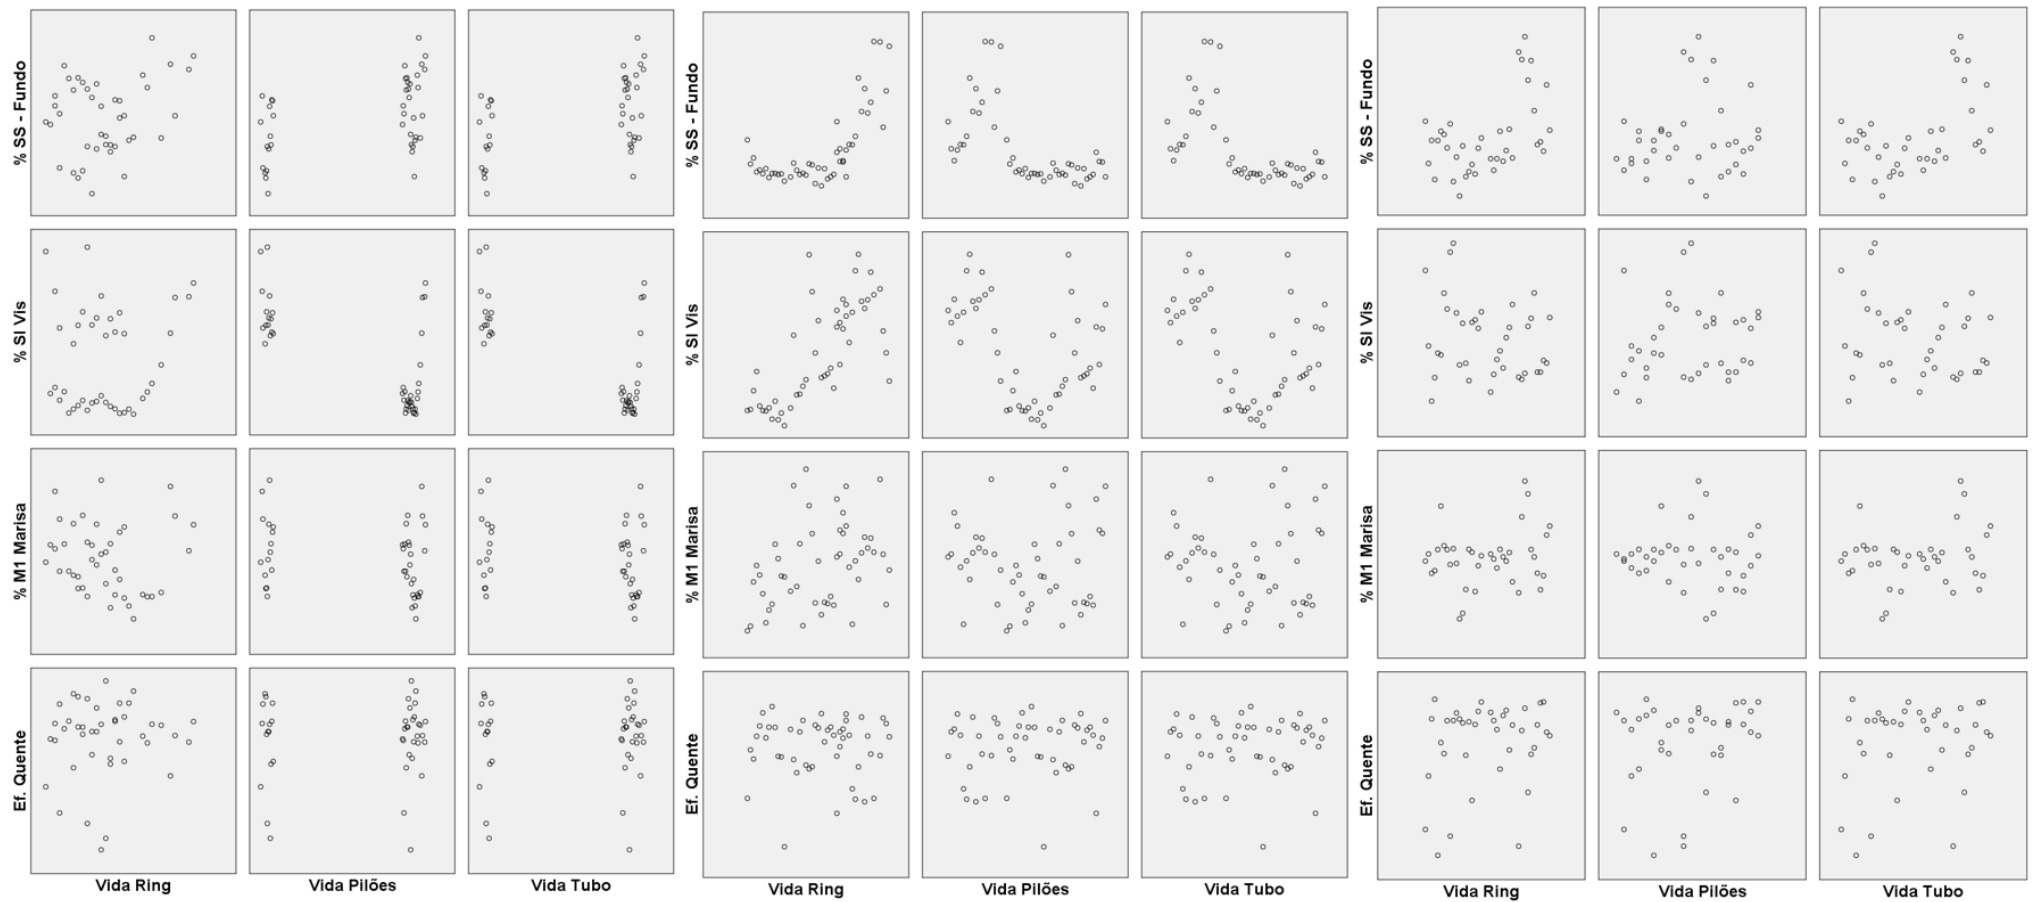 % SS - Fundo
% SI Vis
% M1 Marisa
Ef. Quente
Vida Ring
Vida Pilões
Vida Tubo
% SS - Fundo
% SI Vis
% M1 Marisa
Ef. Quente
Vida Ring
Vida Pilões
Vida Tubo
% SS - Fundo
% SI Vis
% M1 Marisa
Ef. Quente
Vida Ring
Vida Pilões
Vida Tubo